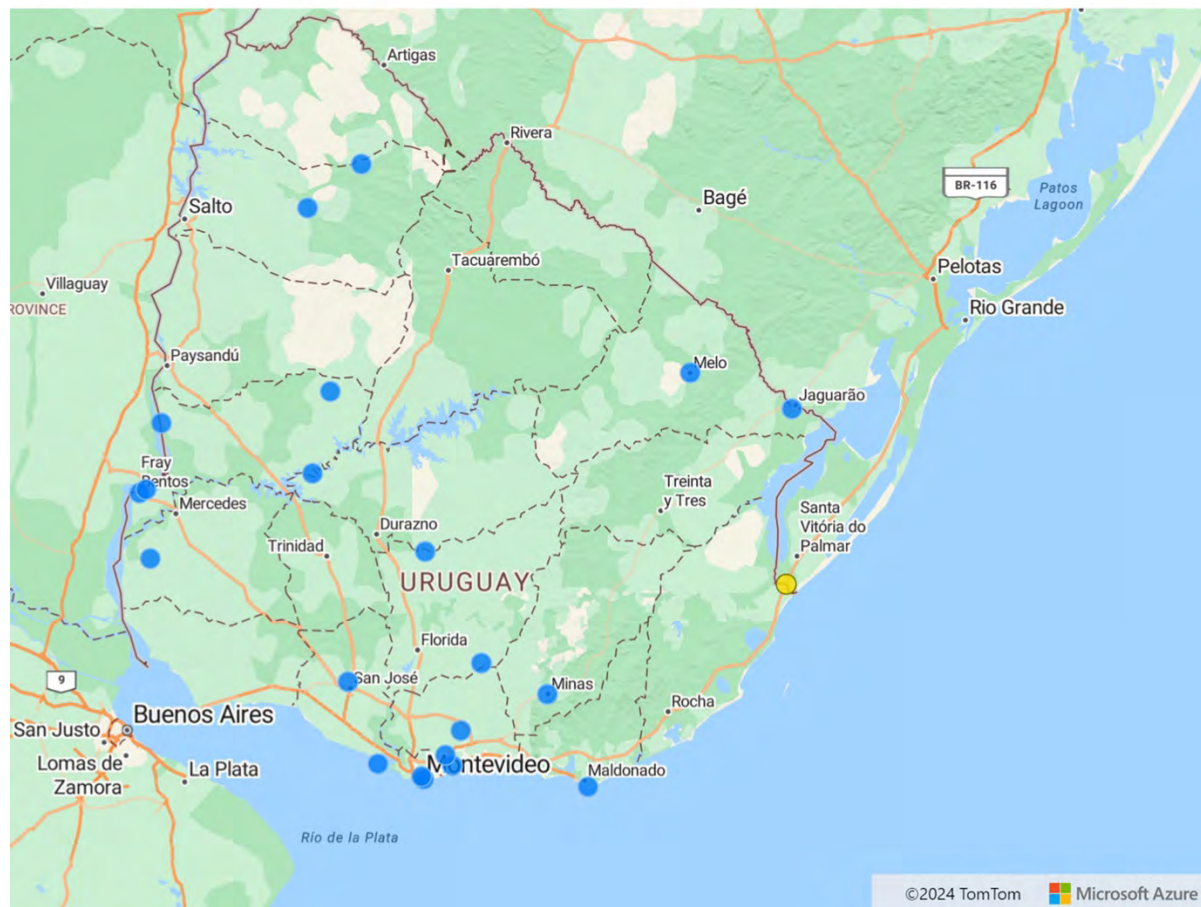 Artigas
Rivera
BR-116
Patos
Lagoon
Bagé
Salto
Tacuarembó
Pelotas
Villaguay
ROVINCE
Rio Grande
Paysandú
Melo
Jaguarão
Fray
Bentos
Mercedes
Treinta
y Tres
Santa
Vitória do
Palmar
Durazno
Trinidad
URUGUAY
Florida
9
San José
Minas
Rocha
Buenos Aires
San Justo
Lomas de
Zamora
La Plata
Montevideo
Maldonado
Río de la Plata
©2024 TomTom
Microsoft Azure